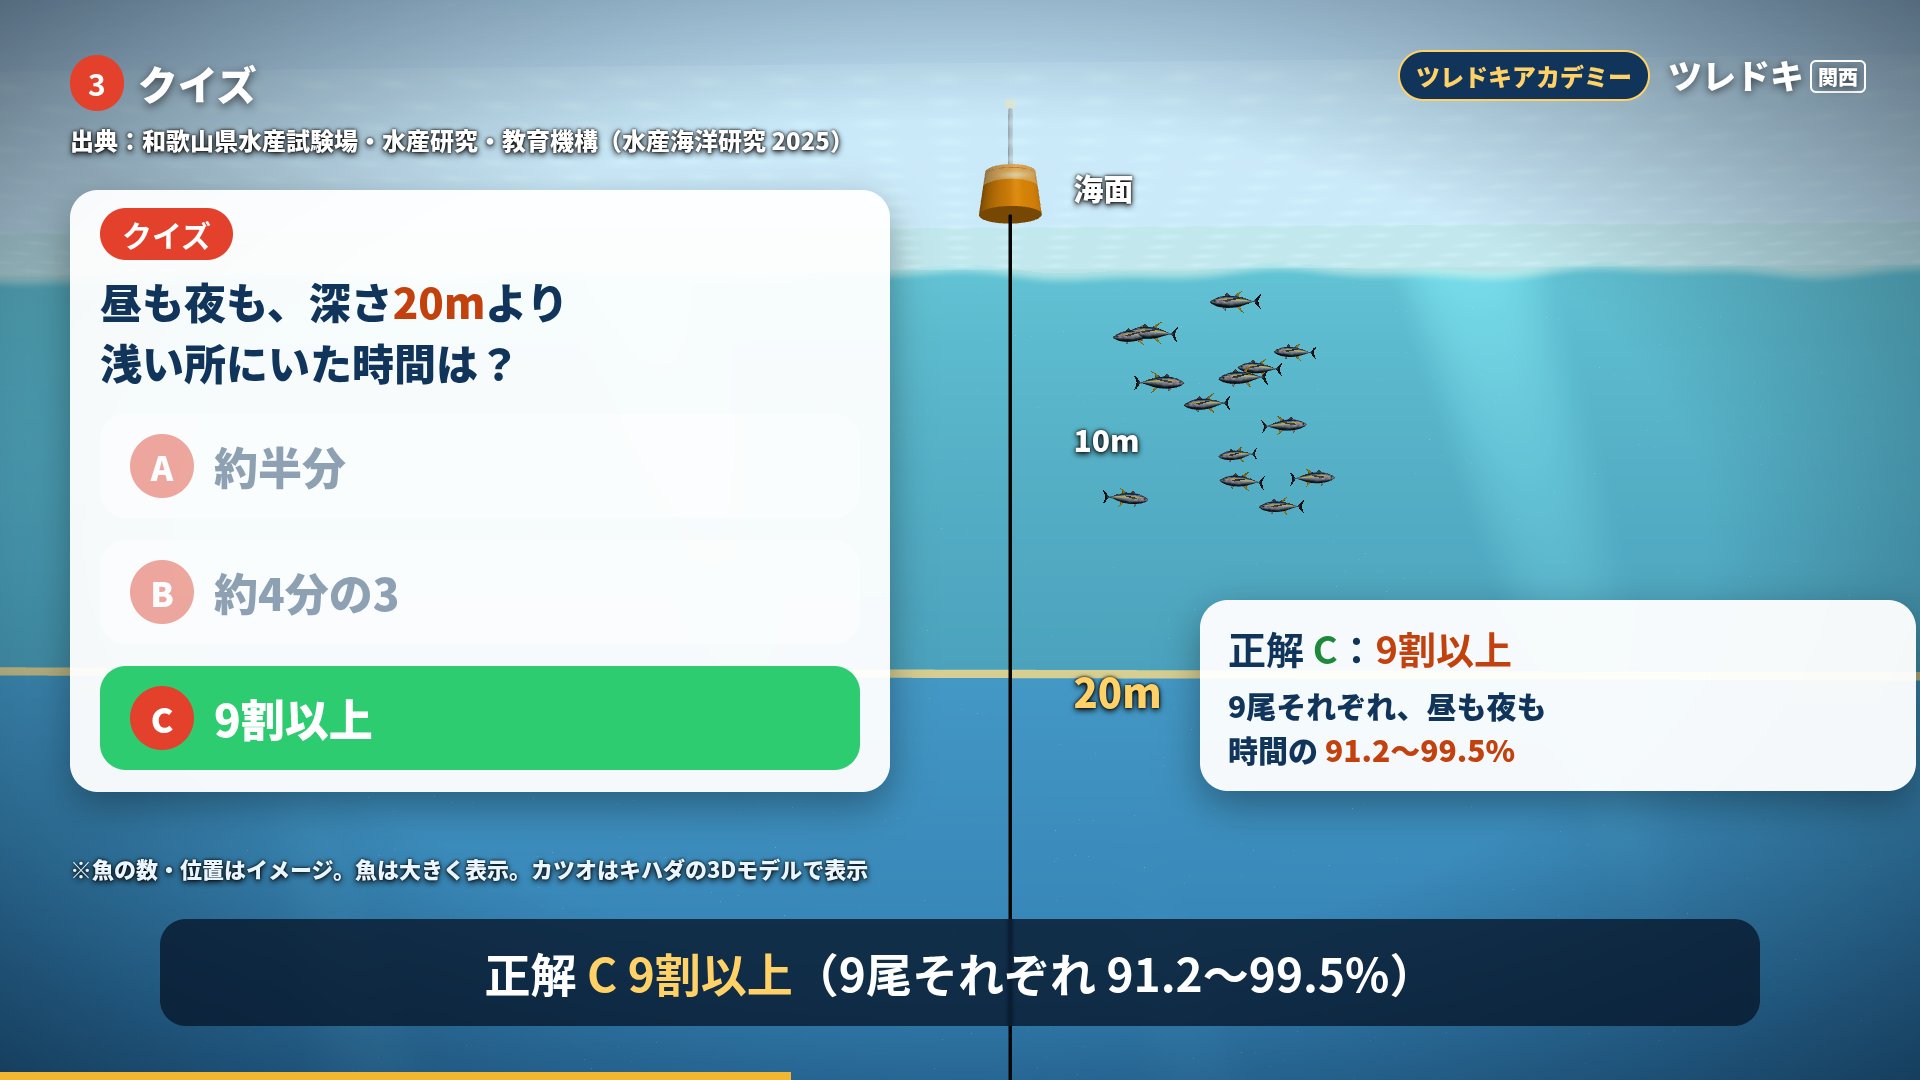 3 クイズ
出典：和歌山県水産試験場・水産研究・教育機構（水産海洋研究 2025）
ツレドキアカデミー
ツレドキ 関西
クイズ
昼も夜も、深さ20mより
浅い所にいた時間は？
A 約半分
B 約4分の3
C 9割以上
海面
10m
20m
正解 C：9割以上
9尾それぞれ、昼も夜も
時間の 91.2〜99.5%
※魚の数・位置はイメージ。魚は大きく表示。カツオはキハダの3Dモデルで表示
正解 C 9割以上（9尾それぞれ 91.2〜99.5%）